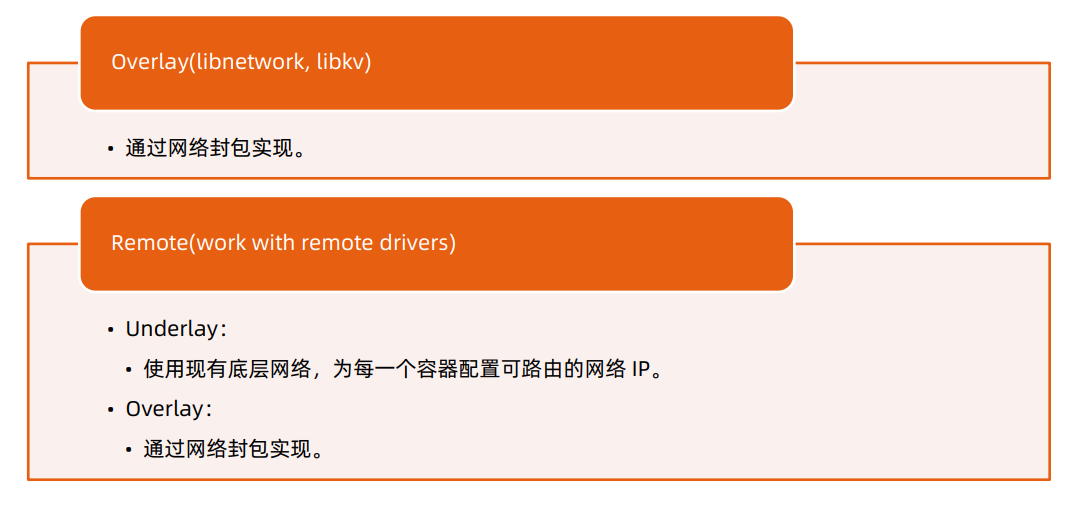 Overlay(libnetwork, libkv)
• 通过网络封包实现。
Remote(work with remote drivers)
• Underlay：
• 使用现有底层网络，为每一个容器配置可路由的网络 IP。
• Overlay：
• 通过网络封包实现。